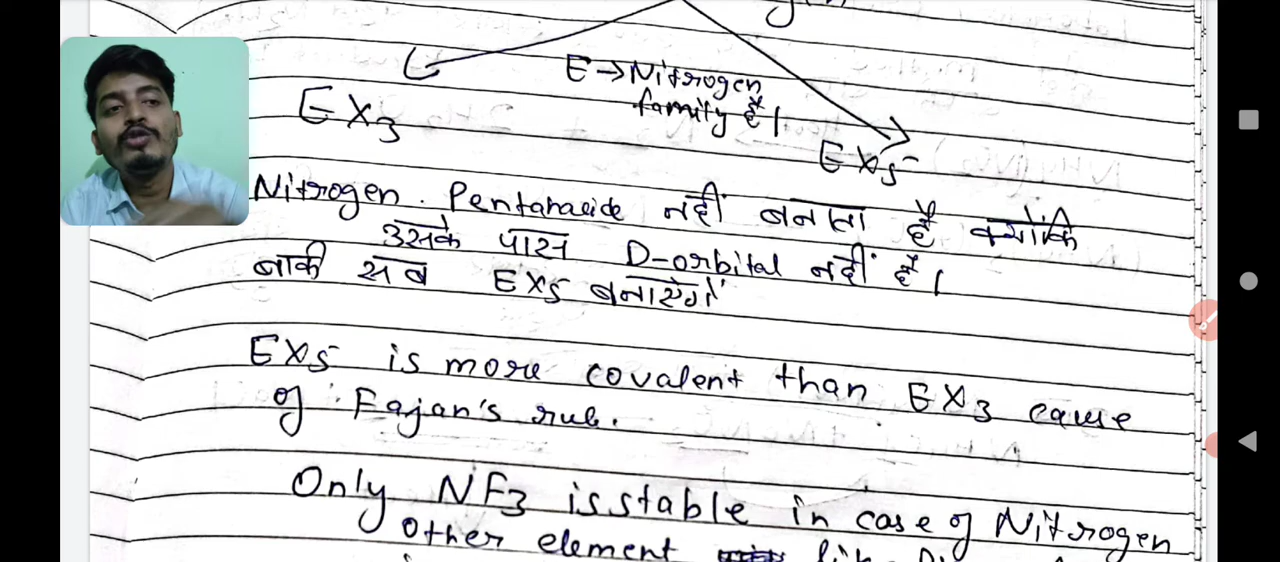 E → Nitrogen
family है।
EX3
EX5
Nitrogen Pentahalide नहीं बनता है क्योंकि
उसके पास D-orbital नहीं है।
बाकी सब EX5 बनाएंगे
EX5 is more covalent than EX3 cause
of Fajan's rule.
Only NF3 is stable in case of Nitrogen
other element